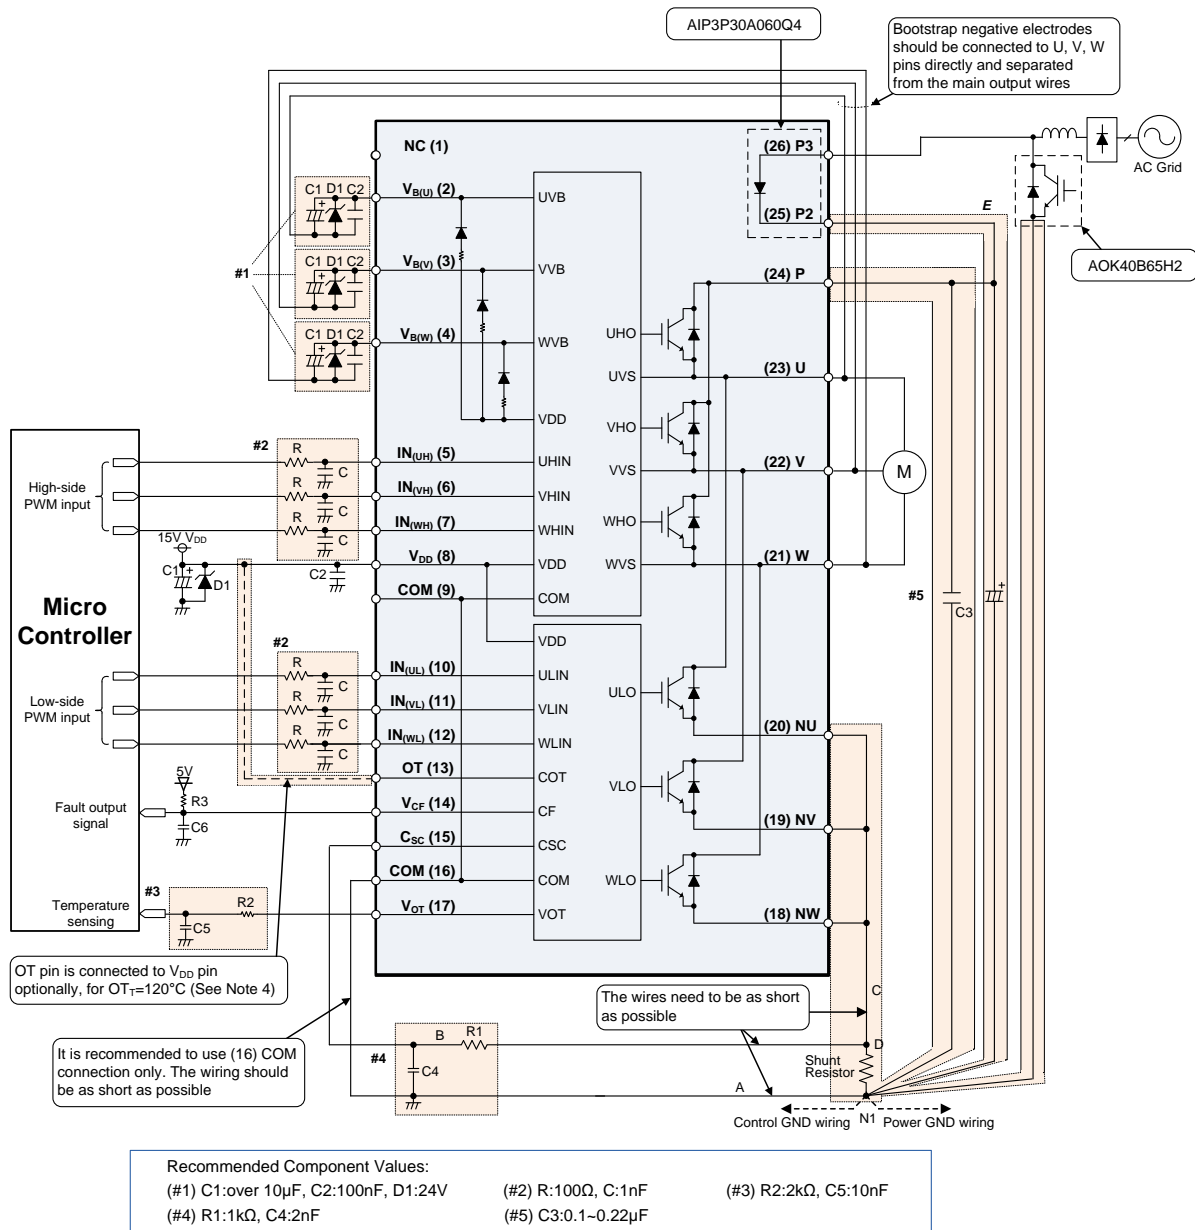 AIP3P30A060Q4
Bootstrap negative electrodes
should be connected to U, V, W
pins directly and separated
from the main output wires
NC (1)
(26) P3
AC Grid
C1 D1 C2
+
VB(U) (2)
UVB
(25) P2
E
AOK40B65H2
#1
C1 D1 C2
+
VB(V) (3)
VVB
(24) P
C1 D1 C2
+
VB(W) (4)
WVB
UHO
UVS
(23) U
VDD
VHO
#2
R
C
IN(UH) (5)
UHIN
VVS
(22) V
M
High-side
PWM input
R
C
IN(VH) (6)
VHIN
R
C
IN(WH) (7)
WHIN
WHO
15V VDD
C1
+
D1
C2
VDD (8)
VDD
WVS
(21) W
COM (9)
COM
#5
C3
+
Micro
Controller
#2
VDD
R
C
IN(UL) (10)
ULIN
ULO
Low-side
PWM input
R
C
IN(VL) (11)
VLIN
R
C
IN(WL) (12)
WLIN
(20) NU
OT (13)
COT
5V
R3
VLO
Fault output
signal
C6
VCF (14)
CF
(19) NV
CSC (15)
CSC
COM (16)
COM
WLO
#3
Temperature
sensing
R2
C5
VOT (17)
VOT
(18) NW
OT pin is connected to VDD pin
optionally, for OTT=120°C (See Note 4)
The wires need to be as short
as possible
C
It is recommended to use (16) COM
connection only. The wiring should
be as short as possible
#4
B
R1
C4
D
Shunt
Resistor
A
Control GND wiring
N1
Power GND wiring
Recommended Component Values:
(#1) C1:over 10µF, C2:100nF, D1:24V
(#2) R:100Ω, C:1nF
(#3) R2:2kΩ, C5:10nF
(#4) R1:1kΩ, C4:2nF
(#5) C3:0.1~0.22µF